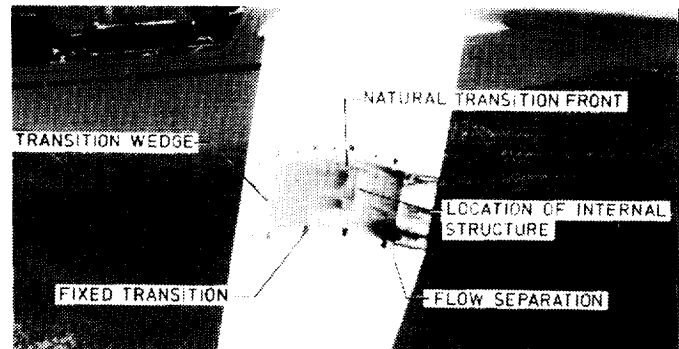 NATURAL TRANSITION FRONT
TRANSITION WEDGE
LOCATION OF INTERNAL
STRUCTURE
FIXED TRANSITION
FLOW SEPARATION